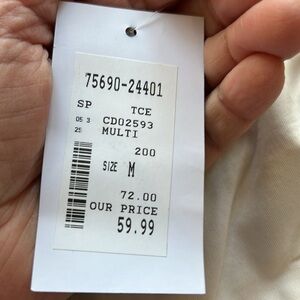 75690-24401
SP TCE
05 3 CD02593
25 MULTI
200
SIZE M
72.00
OUR PRICE
59.99